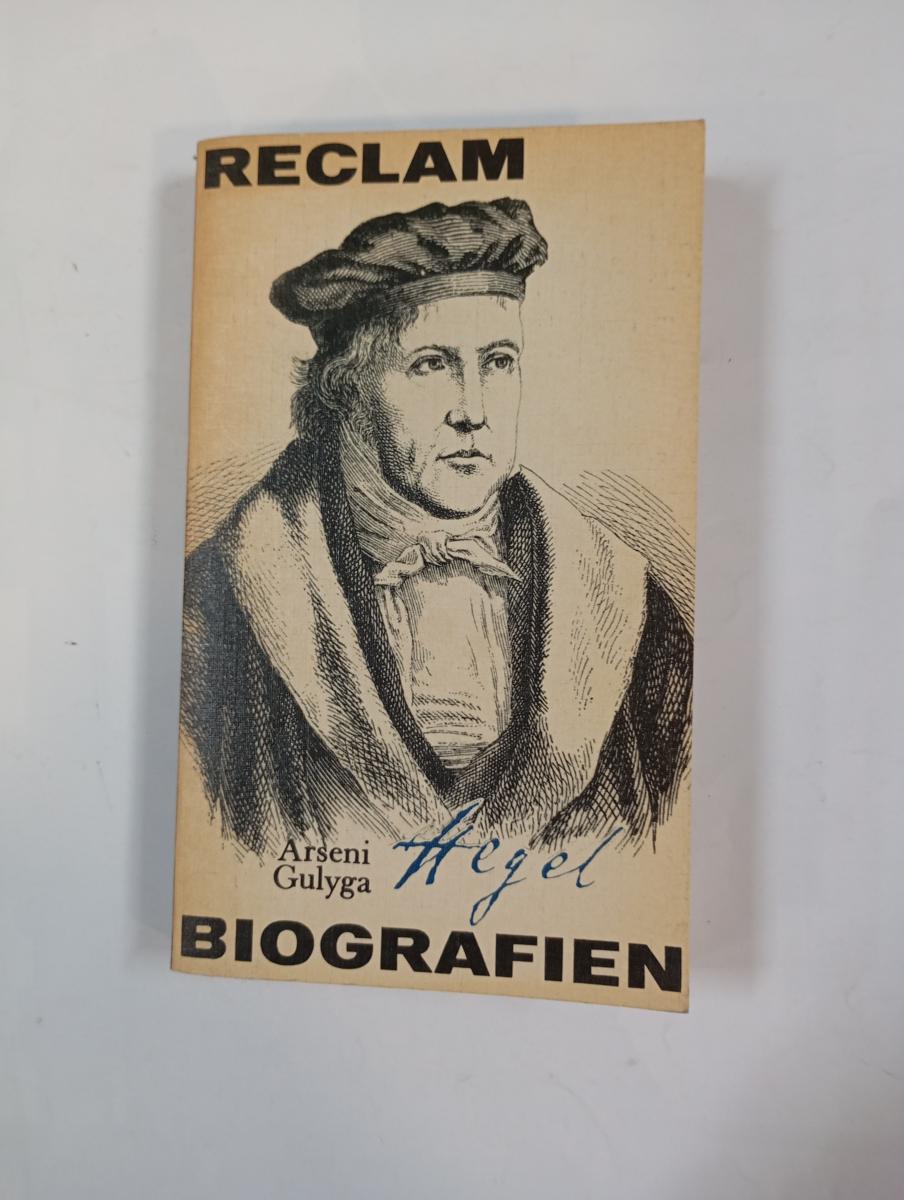 RECLAM
Arseni Hegel
Gulyga
BIOGRAFIEN